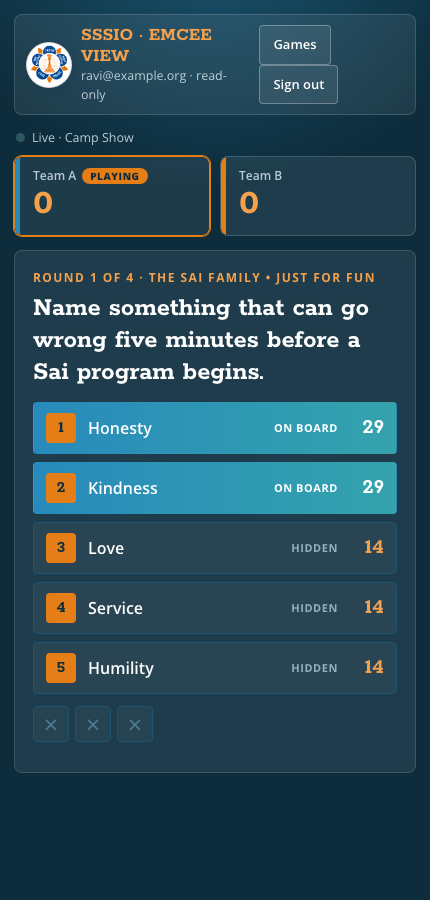 SSSIO · EMCEE
VIEW
ravi@example.org · read-
only
Games
Sign out
Live · Camp Show
Team A PLAYING
0
Team B
0
ROUND 1 OF 4 · THE SAI FAMILY • JUST FOR FUN
Name something that can go
wrong five minutes before a
Sai program begins.
1 Honesty ON BOARD 29
2 Kindness ON BOARD 29
3 Love HIDDEN 14
4 Service HIDDEN 14
5 Humility HIDDEN 14
✕ ✕ ✕